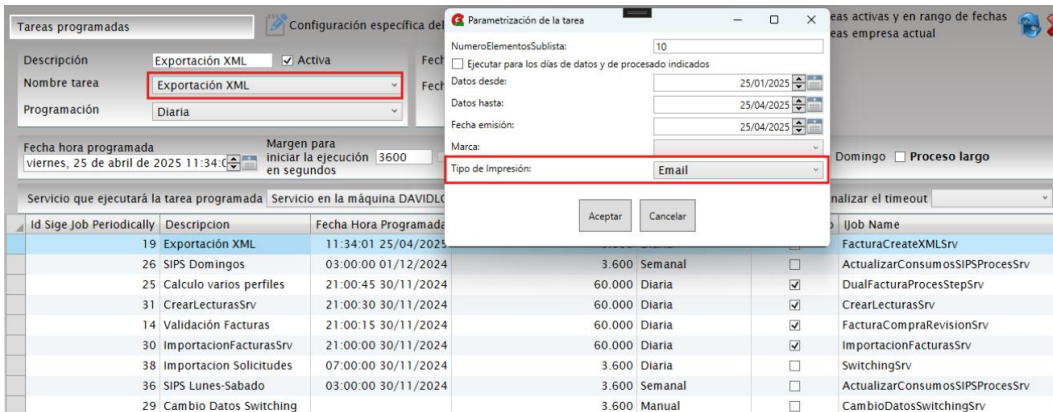 Tareas programadas
Configuración específica del
eas activas y en rango de fechas
eas empresa actual
Descripción Exportación XML Activa Fech
Nombre tarea Exportación XML Fech
Programación Diaria
Fecha hora programada
viernes, 25 de abril de 2025 11:34:0
Margen para
iniciar la ejecución 3600
en segundos
Domingo Proceso largo
Servicio que ejecutará la tarea programada Servicio en la máquina DAVIDLO
nalizar el timeout
Parametrización de la tarea
NumeroElementosSublista: 10
Ejecutar para los días de datos y de procesado indicados
Datos desde: 25/01/2025
Datos hasta: 25/04/2025
Fecha emisión: 25/04/2025
Marca:
Tipo de Impresión: Email
Aceptar Cancelar
Id Sige Job Periodically Descripcion Fecha Hora Programada IJob Name
19 Exportación XML 11:34:01 25/04/2025 FacturaCreateXMLSrv
26 SIPS Domingos 03:00:00 01/12/2024 3.600 Semanal ActualizarConsumosSIPSProcesSrv
25 Calculo varios perfiles 21:00:45 30/11/2024 60.000 Diaria DualFacturaProcesStepSrv
31 CrearLecturasSrv 21:00:30 30/11/2024 60.000 Diaria CrearLecturasSrv
14 Validación Facturas 21:00:15 30/11/2024 60.000 Diaria FacturaCompraRevisionSrv
30 ImportacionFacturasSrv 21:00:00 30/11/2024 60.000 Diaria ImportacionFacturasSrv
38 Importacion Solicitudes 07:00:00 30/11/2024 3.600 Diaria SwitchingSrv
36 SIPS Lunes-Sabado 03:00:00 30/11/2024 3.600 Semanal ActualizarConsumosSIPSProcesSrv
29 Cambio Datos Switching 3.600 Manual CambioDatosSwitchingSrv